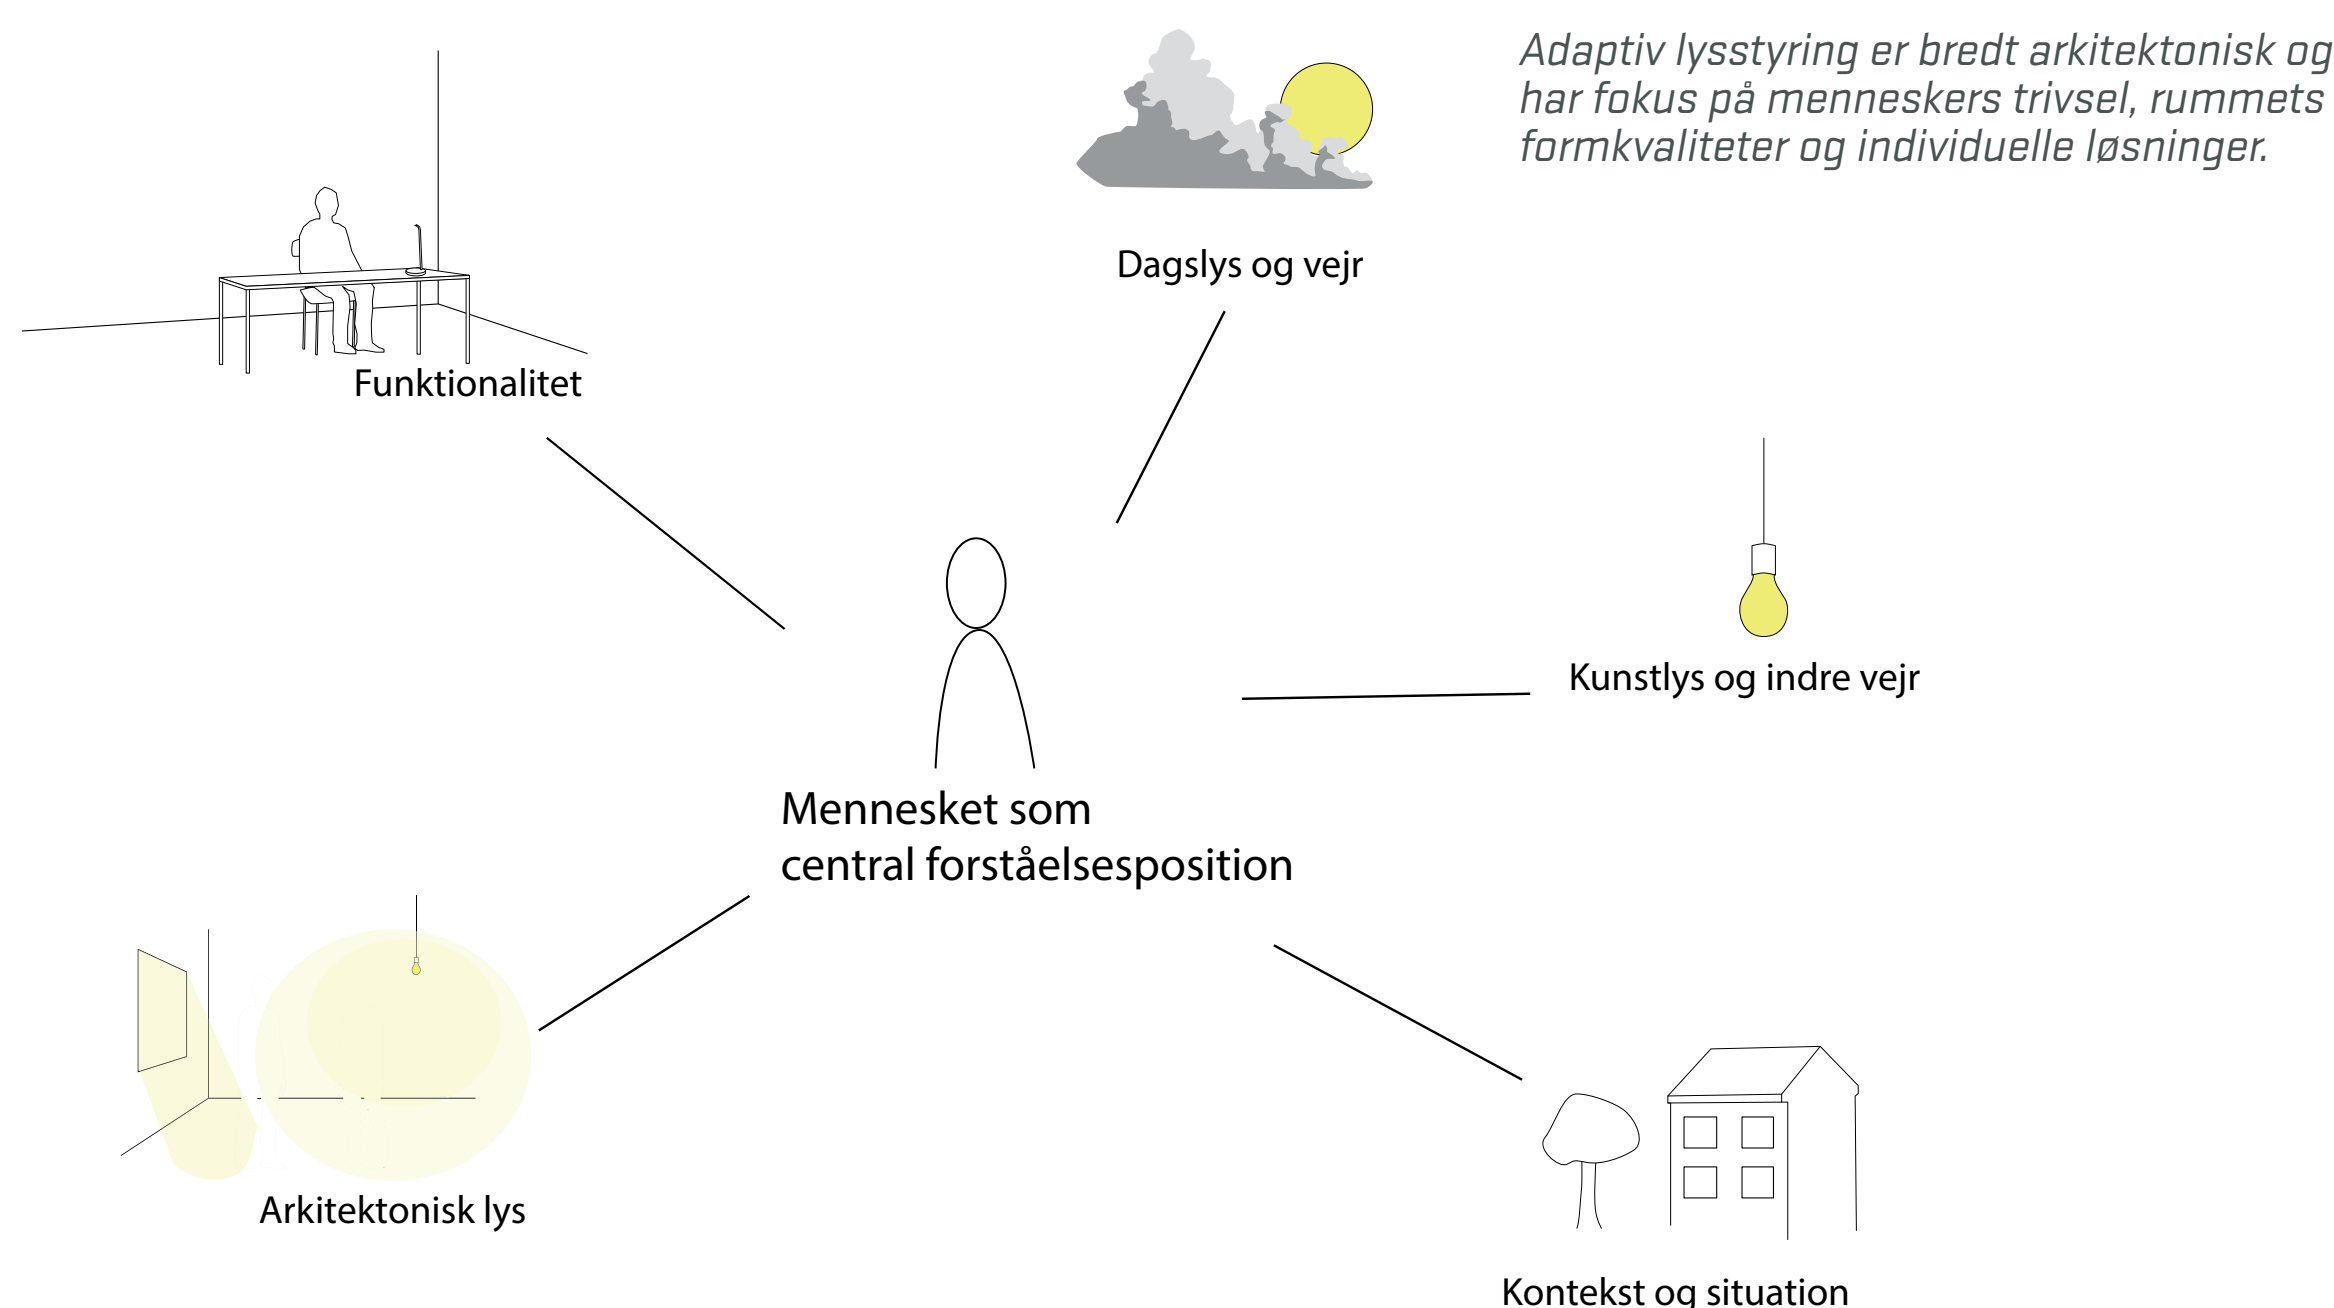 Adaptiv lysstyring er bredt arkitektonisk og
har fokus på menneskers trivsel, rummets
formkvaliteter og individuelle løsninger.
Dagslys og vejr
Funktionalitet
Kunstlys og indre vejr
Mennesket som
central forståelsesposition
Arkitektonisk lys
Kontekst og situation